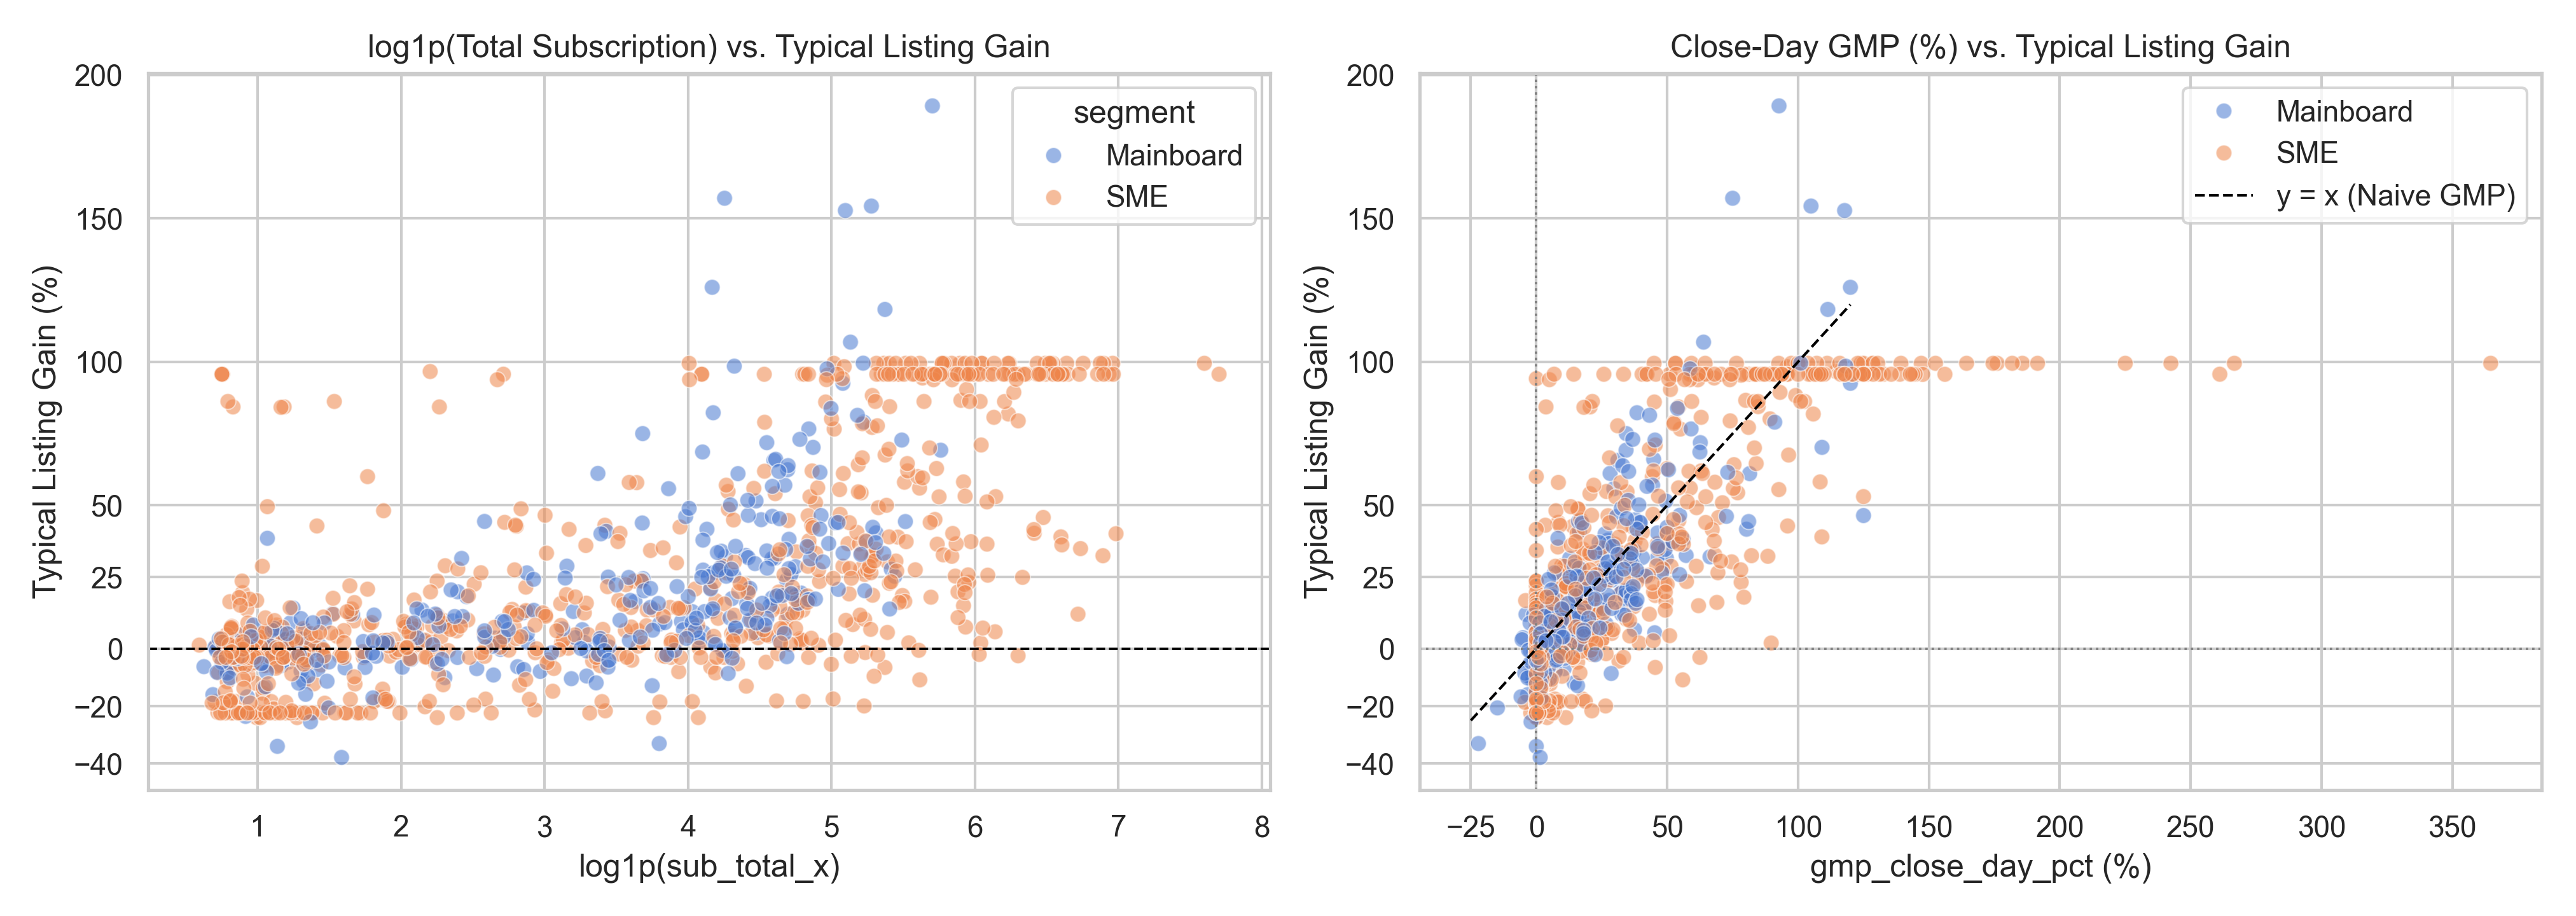 log1p(Total Subscription) vs. Typical Listing Gain
200
150
100
50
25
0
−20
−40
Typical Listing Gain (%)
segment
Mainboard
SME
1 2 3 4 5 6 7 8
log1p(sub_total_x)
Close-Day GMP (%) vs. Typical Listing Gain
200
150
100
50
25
0
−20
−40
Typical Listing Gain (%)
Mainboard
SME
y = x (Naive GMP)
−25 0 50 100 150 200 250 300 350
gmp_close_day_pct (%)